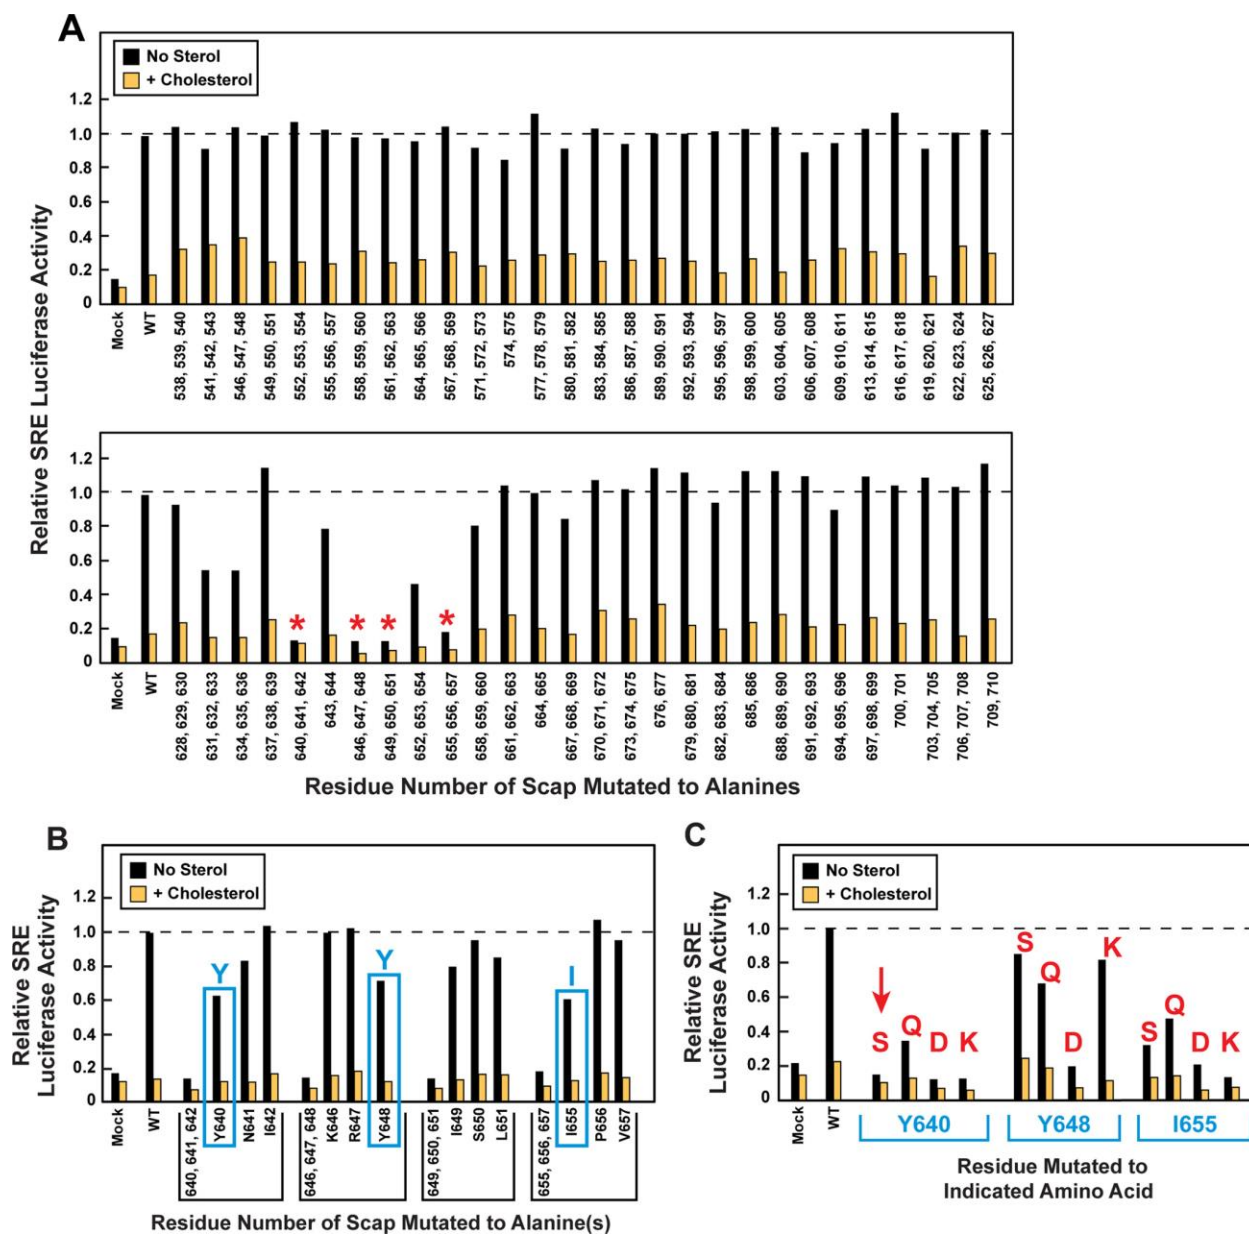 A
No Sterol
+ Cholesterol
Relative SRE Luciferase Activity
1.2
1.0
0.8
0.6
0.4
0.2
0
Mock
WT
538, 539, 540
541, 542, 543
546, 547, 548
549, 550, 551
552, 553, 554
555, 556, 557
558, 559, 560
561, 562, 563
564, 565, 566
567, 568, 569
571, 572, 573
574, 575
577, 578, 579
580, 581, 582
583, 584, 585
586, 587, 588
589, 590. 591
592, 593, 594
595, 596, 597
598, 599, 600
603, 604, 605
606, 607, 608
609, 610, 611
613, 614, 615
616, 617, 618
619, 620, 621
622, 623, 624
625, 626, 627
1.2
1.0
0.8
0.6
0.4
0.2
0
* * * *
Mock
WT
628, 629, 630
631, 632, 633
634, 635, 636
637, 638, 639
640, 641, 642
643, 644
646, 647, 648
649, 650, 651
652, 653, 654
655, 656, 657
658, 659, 660
661, 662, 663
664, 665
667, 668, 669
670, 671, 672
673, 674, 675
676, 677
679, 680, 681
682, 683, 684
685, 686
688, 689, 690
691, 692, 693
694, 695, 696
697, 698, 699
700, 701
703, 704, 705
706, 707, 708
709, 710
Residue Number of Scap Mutated to Alanines
B
No Sterol
+ Cholesterol
Relative SRE
Luciferase Activity
1.2
1.0
0.8
0.6
0.4
0.2
0
Y
Y
I
Mock
WT
640, 641, 642
Y640
N641
I642
646, 647, 648
K646
R647
Y648
649, 650, 651
I649
S650
L651
655, 656, 657
I655
P656
V657
Residue Number of Scap Mutated to Alanine(s)
C
No Sterol
+ Cholesterol
Relative SRE
Luciferase Activity
1.2
1.0
0.8
0.6
0.4
0.2
0
S
Q
D
K
S
Q
D
K
S
Q
D
K
Mock
WT
Y640
Y648
I655
Residue Mutated to
Indicated Amino Acid